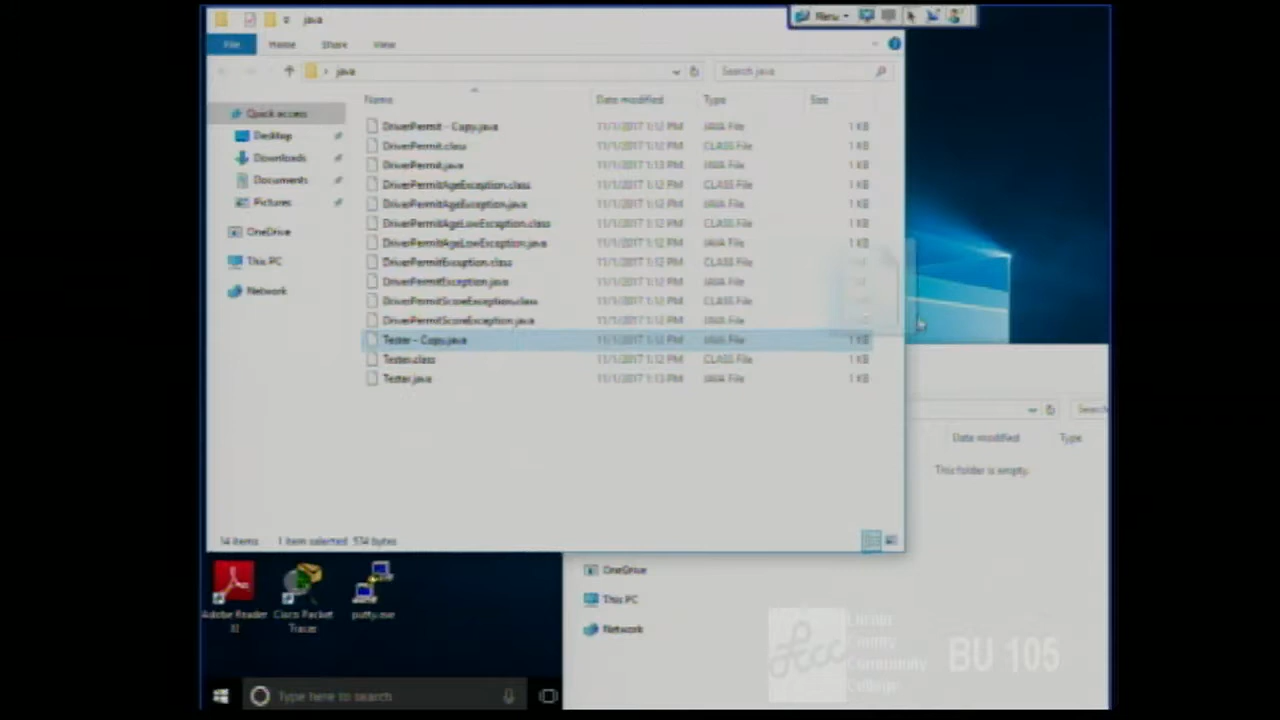 java
Menu
File Home Share View
java
Search java
Name Date modified Type Size
Quick access
Desktop
Downloads
Documents
Pictures
OneDrive
This PC
Network
DriverPermit - Copy.java 11/1/2017 1:12 PM JAVA File 1 KB
DriverPermit.class 11/1/2017 1:12 PM CLASS File 1 KB
DriverPermit.java 11/1/2017 1:13 PM JAVA File 1 KB
DriverPermitAgeException.class 11/1/2017 1:12 PM CLASS File 1 KB
DriverPermitAgeException.java 11/1/2017 1:12 PM JAVA File 1 KB
DriverPermitAgeLowException.class 11/1/2017 1:12 PM CLASS File 1 KB
DriverPermitAgeLowException.java 11/1/2017 1:12 PM JAVA File 1 KB
DriverPermitException.class 11/1/2017 1:12 PM CLASS File
DriverPermitException.java 11/1/2017 1:12 PM JAVA File
DriverPermitScoreException.class 11/1/2017 1:12 PM CLASS File
DriverPermitScoreException.java 11/1/2017 1:12 PM JAVA File
Tester - Copy.java 11/1/2017 1:12 PM JAVA File 1 KB
Tester.class 11/1/2017 1:12 PM CLASS File 1 KB
Tester.java 11/1/2017 1:13 PM JAVA File 1 KB
14 items 1 item selected 574 bytes
Search
Date modified Type
This folder is empty.
OneDrive
This PC
Network
Adobe Reader XI
Cisco Packet Tracer
putty.exe
Type here to search
lccc
Lorain
County
Community
College
BU 105